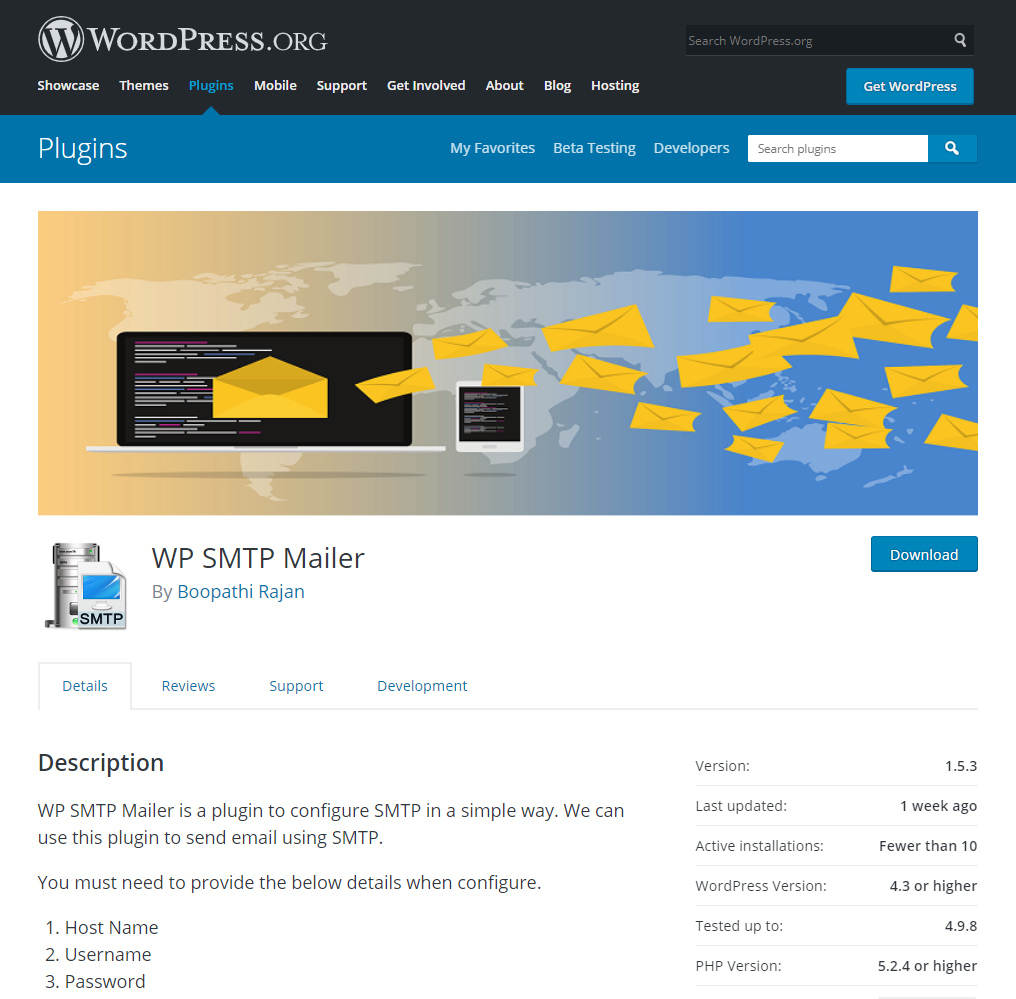 WORDPRESS.ORG
Search WordPress.org
Showcase Themes Plugins Mobile Support Get Involved About Blog Hosting
Get WordPress
Plugins
My Favorites Beta Testing Developers
Search plugins
SMTP
WP SMTP Mailer
By Boopathi Rajan
Download
Details Reviews Support Development
Description
WP SMTP Mailer is a plugin to configure SMTP in a simple way. We can
use this plugin to send email using SMTP.
You must need to provide the below details when configure.
1. Host Name
2. Username
3. Password
Version: 1.5.3
Last updated: 1 week ago
Active installations: Fewer than 10
WordPress Version: 4.3 or higher
Tested up to: 4.9.8
PHP Version: 5.2.4 or higher